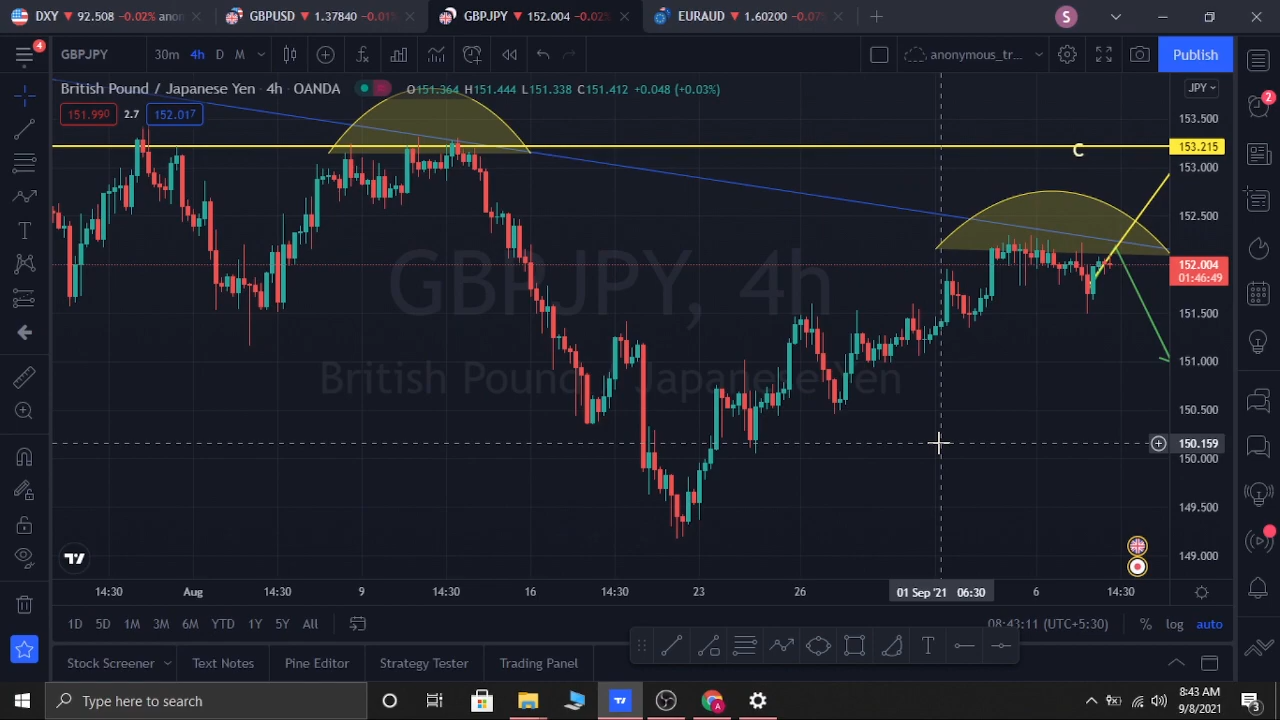 DXY ▼ 92.508 −0.02% ano
GBPUSD ▼ 1.37840 −0.01%
GBPJPY ▼ 152.004 −0.02%
EURAUD ▼ 1.60200 −0.07%
S
4
GBPJPY
30m 4h D M
anonymous_tr...
Publish
British Pound / Japanese Yen · 4h · OANDA
O151.364 H151.444 L151.338 C151.412 +0.048 (+0.03%)
151.990 2.7 152.017
JPY
2
153.500
C
153.215
153.000
152.500
GBPJPY, 4h
152.004
01:46:49
151.500
151.000
British Pound / Japanese Yen
150.500
150.159
150.000
149.500
149.000
14:30 Aug 14:30 9 14:30 16 14:30 23 26 01 Sep '21 06:30 6 14:30
1D 5D 1M 3M 6M YTD 1Y 5Y All
08:43:11 (UTC+5:30) % log auto
Stock Screener Text Notes Pine Editor Strategy Tester Trading Panel
Type here to search
8:43 AM
9/8/2021
3